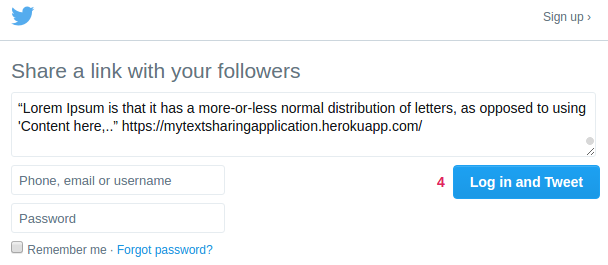 Sign up ›
Share a link with your followers
“Lorem Ipsum is that it has a more-or-less normal distribution of letters, as opposed to using
'Content here,..” https://mytextsharingapplication.herokuapp.com/
Phone, email or username
4 Log in and Tweet
Password
Remember me · Forgot password?